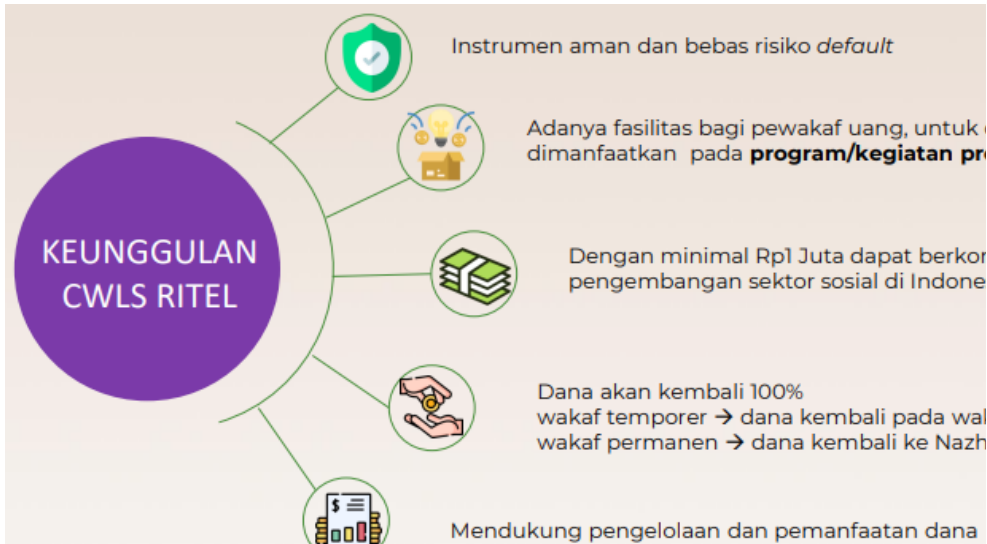 KEUNGGULAN
CWLS RITEL
Instrumen aman dan bebas risiko default
Adanya fasilitas bagi pewakaf uang, untuk
dimanfaatkan pada program/kegiatan
Dengan minimal Rp1 Juta dapat
pengembangan sektor sosial di
Dana akan kembali 100%
wakaf temporer → dana kembali pada
wakaf permanen → dana kembali ke
Mendukung pengelolaan dan pemanfaatan dana